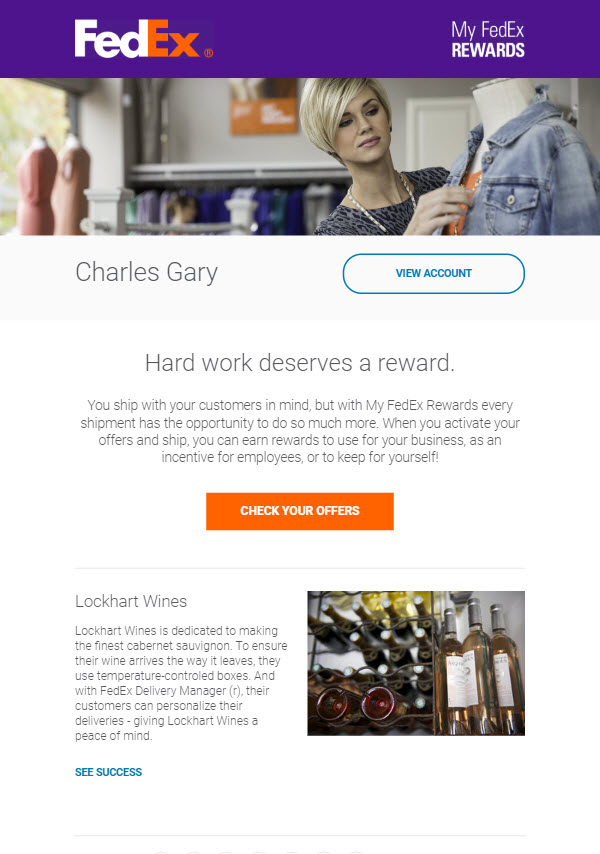 FedEx®
My FedEx
REWARDS
Charles Gary
VIEW ACCOUNT
Hard work deserves a reward.
You ship with your customers in mind, but with My FedEx Rewards every
shipment has the opportunity to do so much more. When you activate your
offers and ship, you can earn rewards to use for your business, as an
incentive for employees, or to keep for yourself!
CHECK YOUR OFFERS
Lockhart Wines
Lockhart Wines is dedicated to making
the finest cabernet sauvignon. To ensure
their wine arrives the way it leaves, they
use temperature-controled boxes. And
with FedEx Delivery Manager (r), their
customers can personalize their
deliveries - giving Lockhart Wines a
peace of mind.
SEE SUCCESS